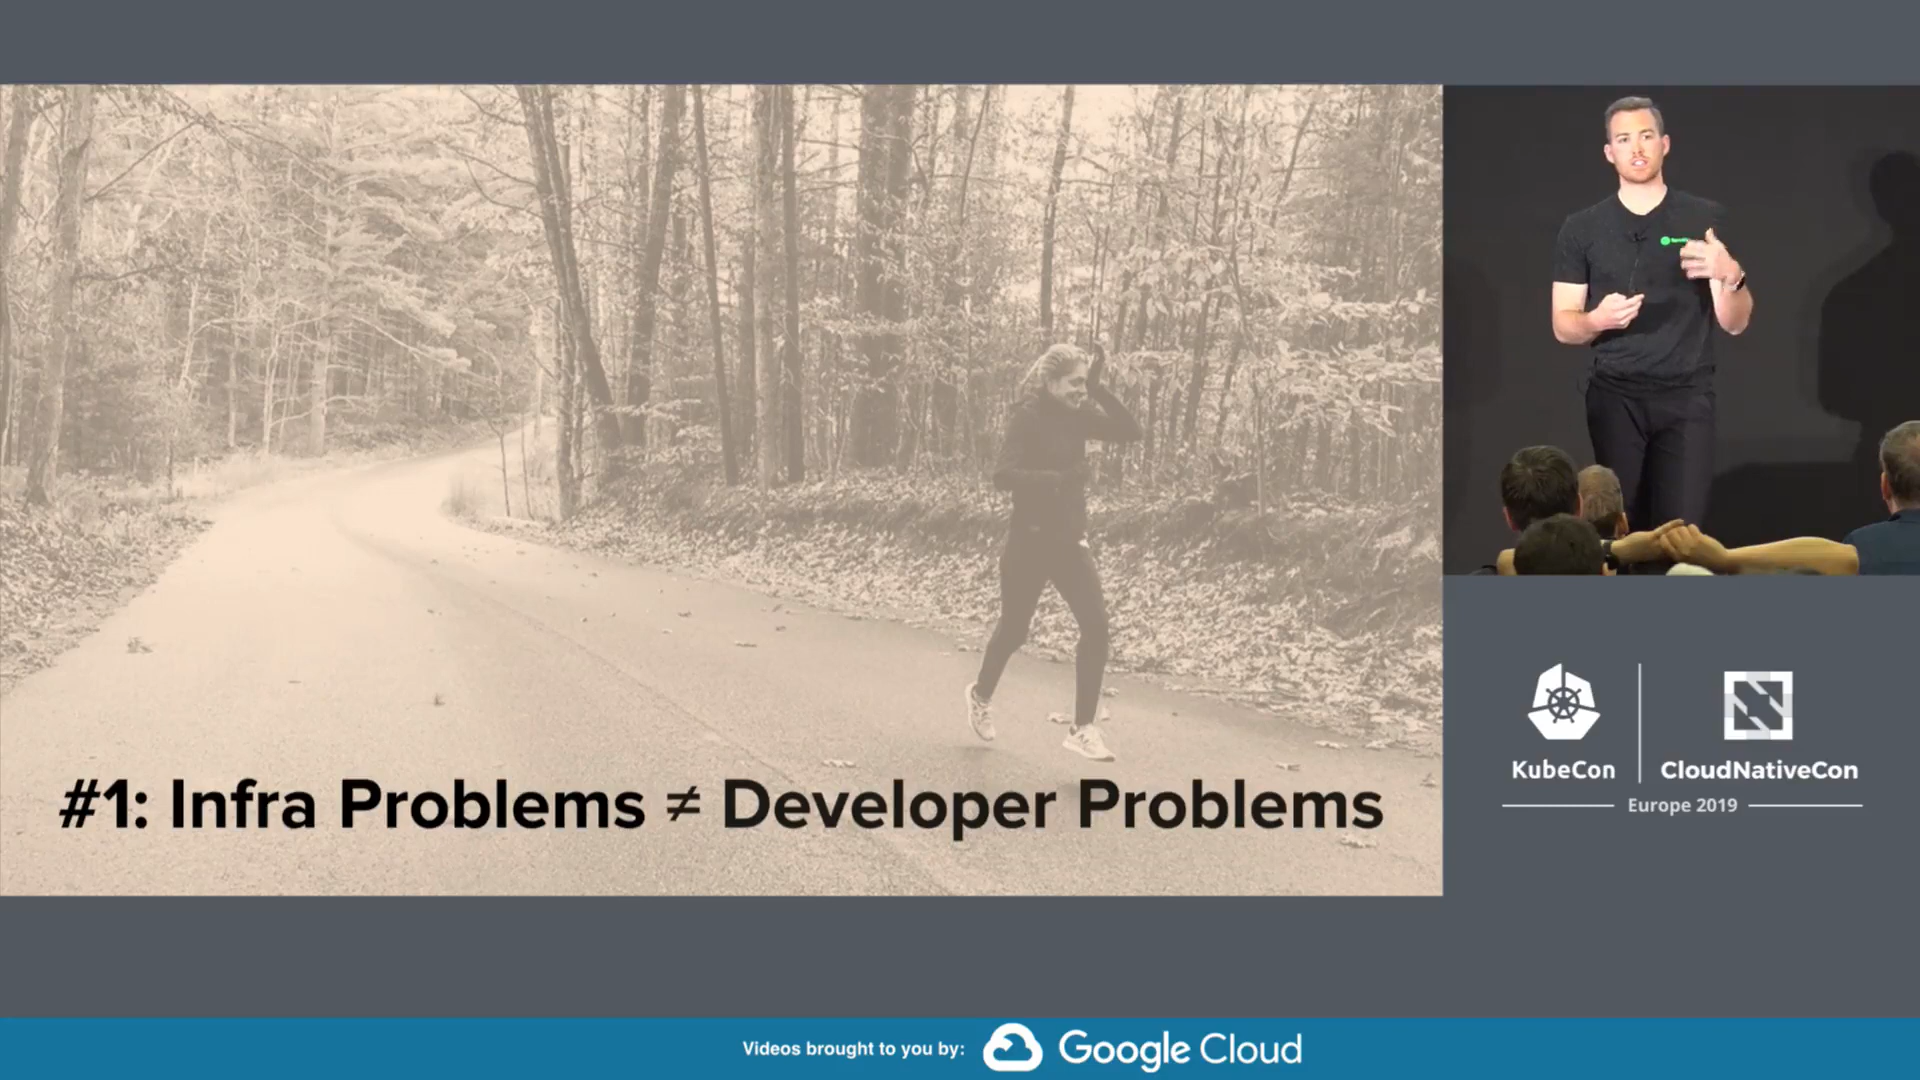 #1: Infra Problems ≠ Developer Problems
KubeCon
CloudNativeCon
Europe 2019
Videos brought to you by:
Google Cloud